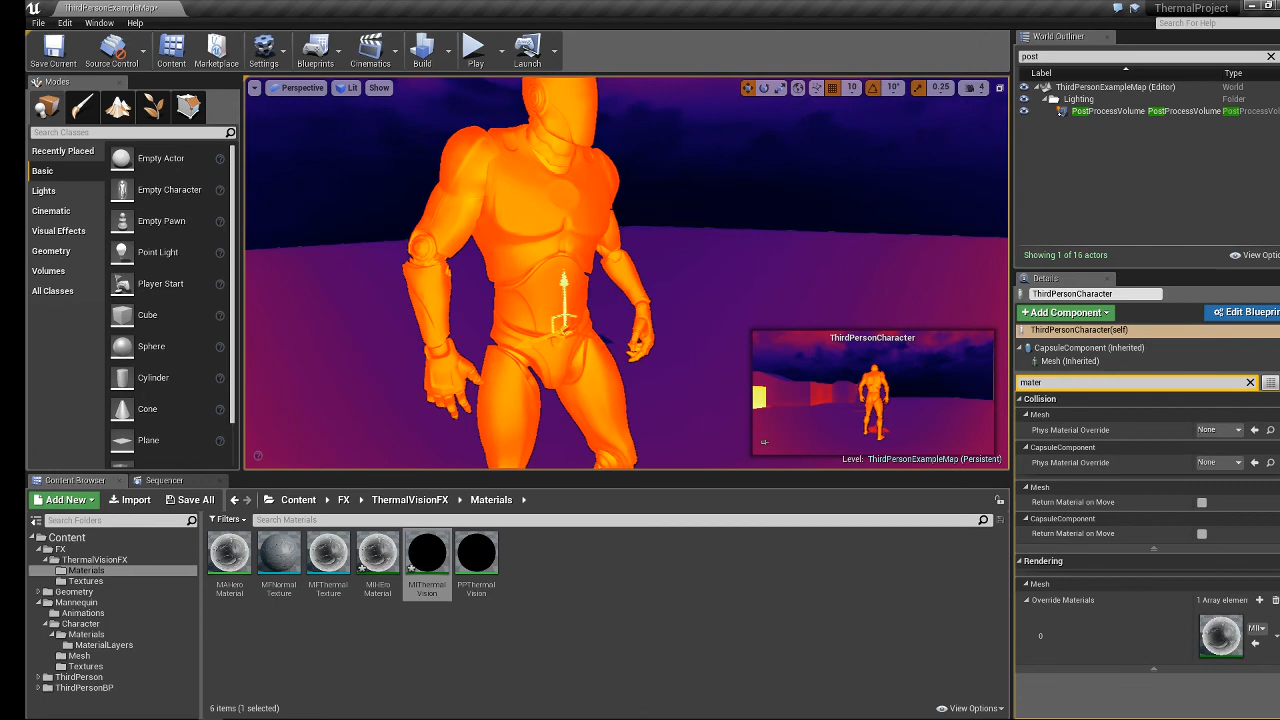 ThirdPersonExampleMap*
ThermalProject
File Edit Window Help
Search For Help
Save Current
Source Control
Content
Marketplace
Settings
Blueprints
Cinematics
Build
Play
Launch
Modes
Search Classes
Recently Placed
Basic
Lights
Cinematic
Visual Effects
Geometry
Volumes
All Classes
Empty Actor
Empty Character
Empty Pawn
Point Light
Player Start
Cube
Sphere
Cylinder
Cone
Plane
Perspective Lit Show
10 10° 0.25 4
ThirdPersonCharacter
Level: ThirdPersonExampleMap (Persistent)
World Outliner
post
Label Type
ThirdPersonExampleMap (Editor) World
Lighting Folder
PostProcessVolume PostProcessVolume PostProcessVol
Showing 1 of 16 actors
View Optic
Details
ThirdPersonCharacter
Add Component
Edit Blueprin
ThirdPersonCharacter(self)
CapsuleComponent (Inherited)
Mesh (Inherited)
mater
Collision
Mesh
Phys Material Override None
CapsuleComponent
Phys Material Override None
Mesh
Return Material on Move
CapsuleComponent
Return Material on Move
Rendering
Mesh
Override Materials 1 Array elemen
0
Content Browser Sequencer
Add New Import Save All Content FX ThermalVisionFX Materials
Search Folders
Filters Search Materials
Content
FX
ThermalVisionFX
Materials
Textures
Geometry
Mannequin
Animations
Character
Materials
MaterialLayers
Mesh
Textures
ThirdPerson
ThirdPersonBP
MAHero
Material
MFNormal
Texture
MFThermal
Texture
MIHEro
Material
MIThermal
Vision
PPThermal
Vision
6 items (1 selected)
View Options